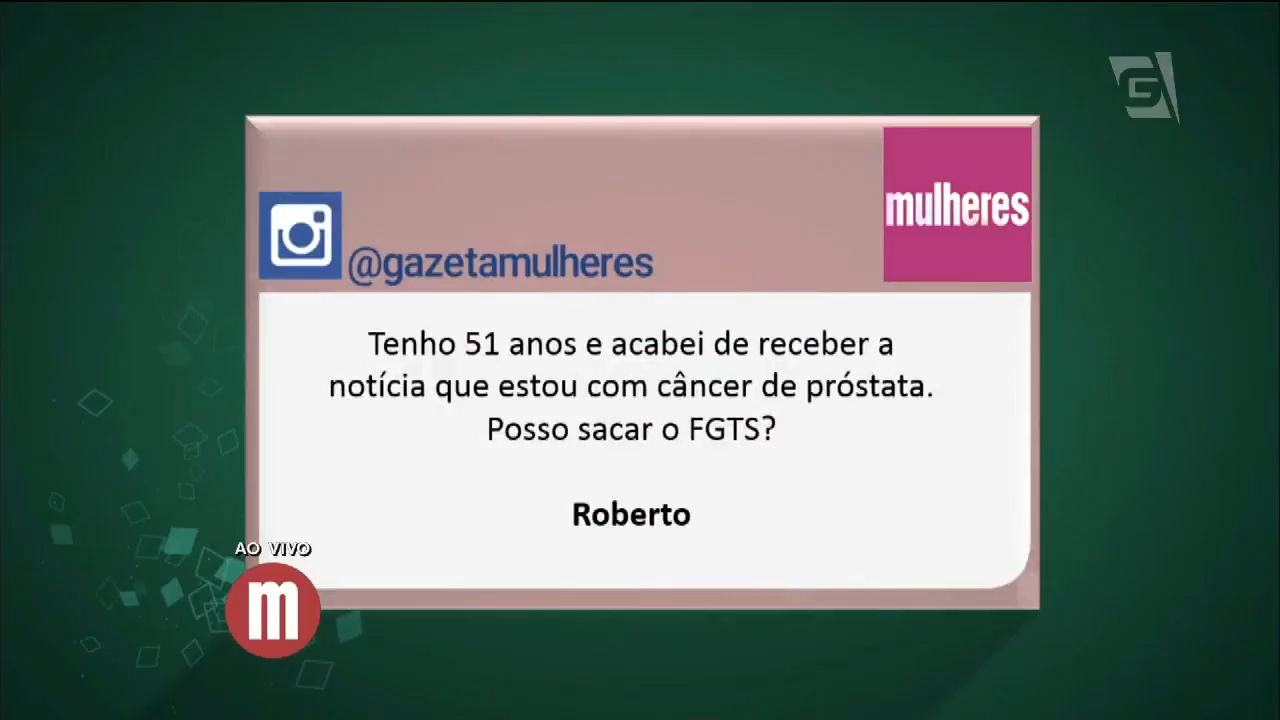 mulheres
@gazetamulheres
Tenho 51 anos e acabei de receber a
notícia que estou com câncer de próstata.
Posso sacar o FGTS?
Roberto
AO VIVO
m
G